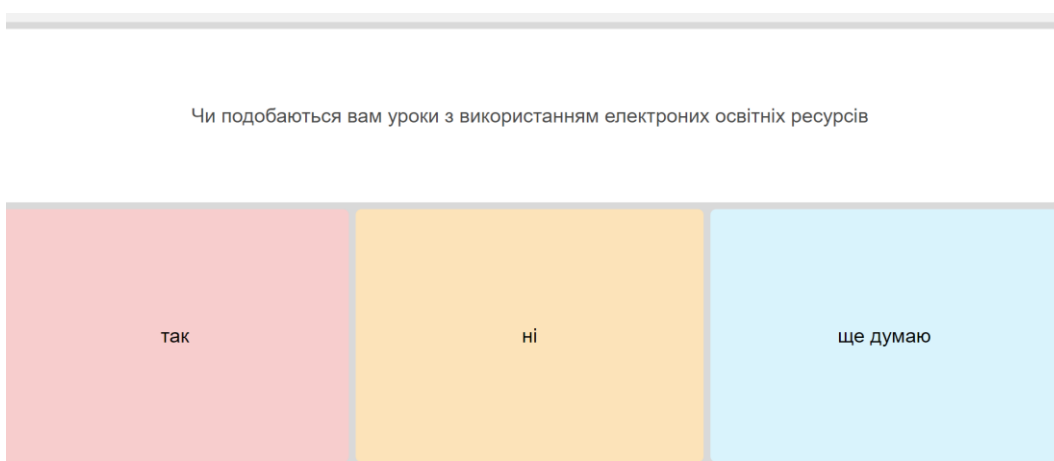 Чи подобаються вам уроки з використанням електроних освітніх ресурсів
так
ні
ще думаю